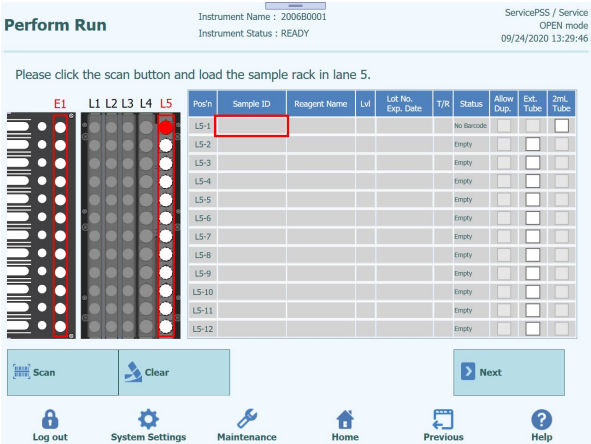 Perform Run
Instrument Name : 2006B0001
Instrument Status : READY
ServicePSS / Service
OPEN mode
09/24/2020 13:29:46
Please click the scan button and load the sample rack in lane 5.
E1 L1 L2 L3 L4 L5
Pos'n Sample ID Reagent Name Lvl Lot No. Exp. Date T/R Status Allow Dup. Ext. Tube 2mL Tube
L5-1 No Barcode
L5-2 Empty
L5-3 Empty
L5-4 Empty
L5-5 Empty
L5-6 Empty
L5-7 Empty
L5-8 Empty
L5-9 Empty
L5-10 Empty
L5-11 Empty
L5-12 Empty
Scan Clear Next
Log out System Settings Maintenance Home Previous Help